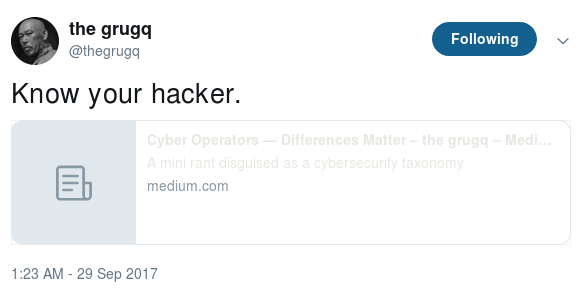 the grugq
@thegrugq
Following
Know your hacker.
Cyber Operators — Differences Matter – the grugq – Medi...
A mini rant disguised as a cybersecurity taxonomy
medium.com
1:23 AM - 29 Sep 2017